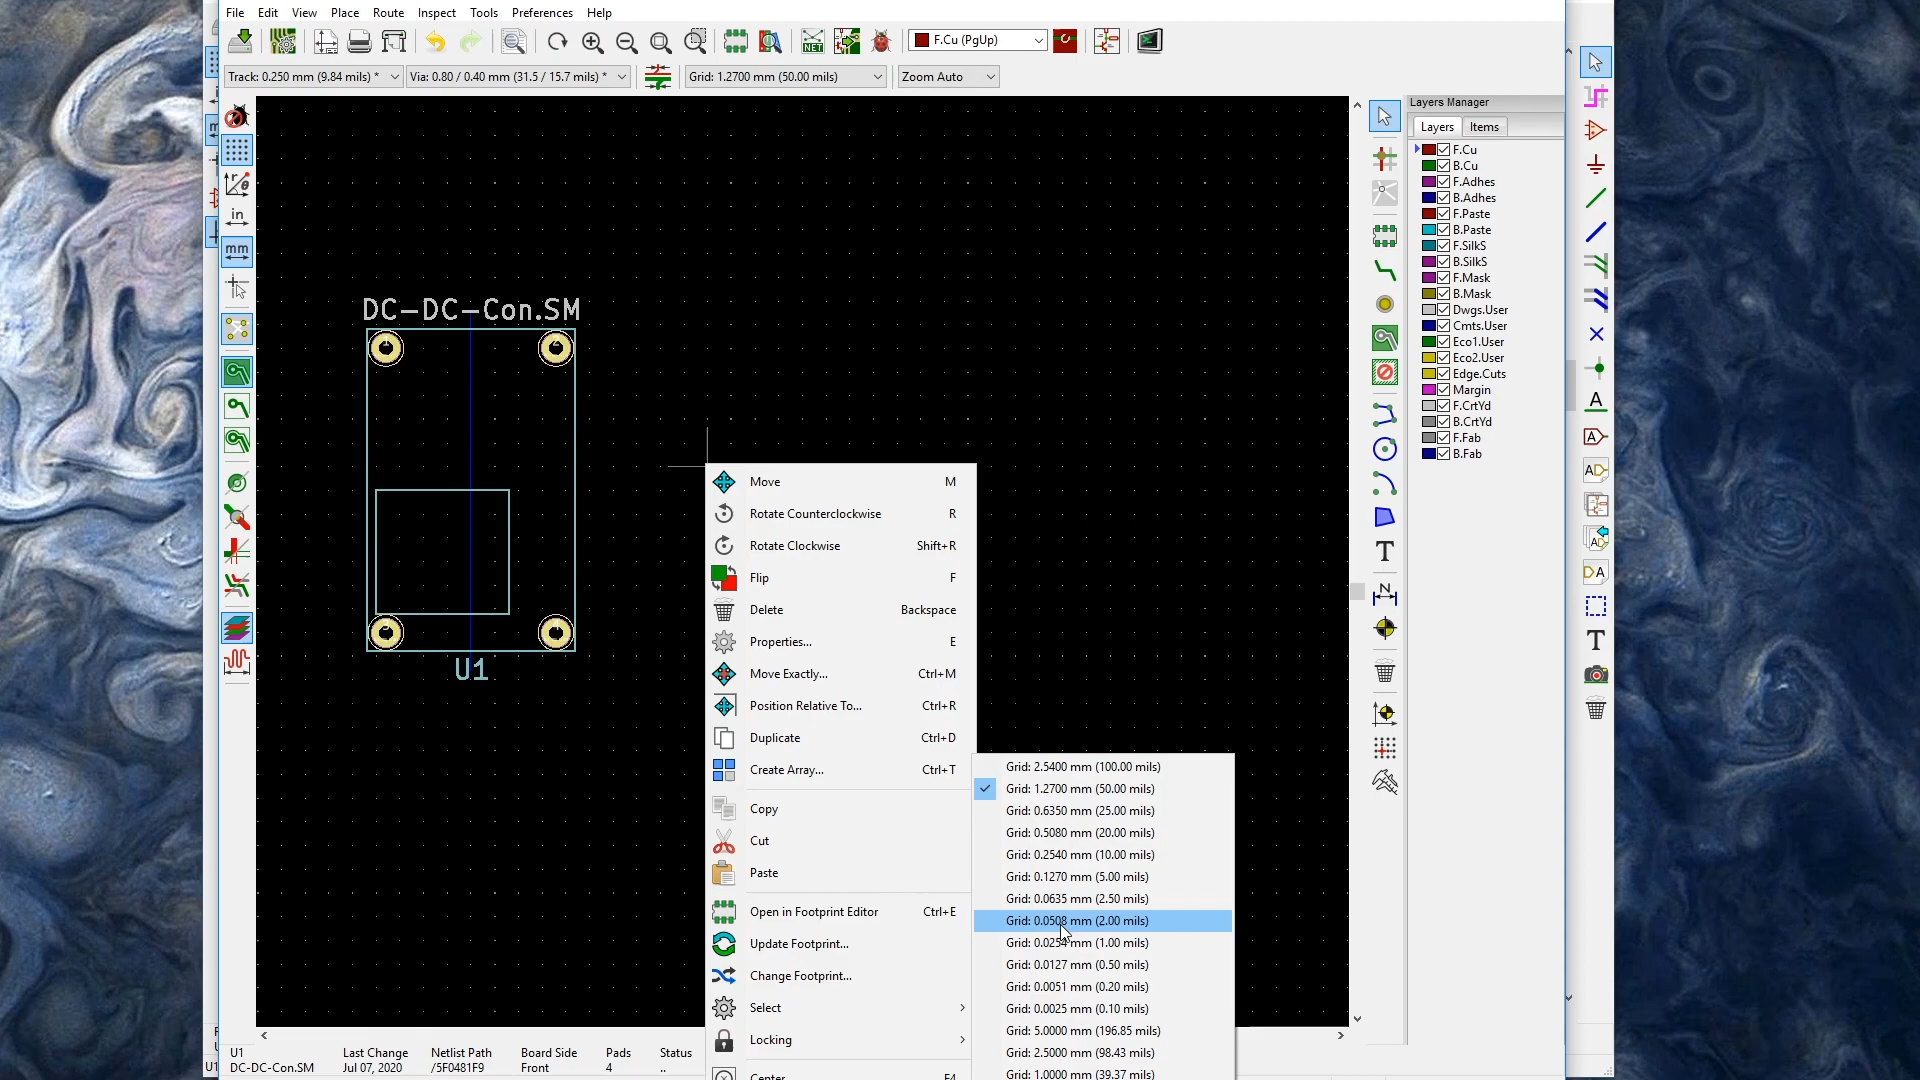 File Edit View Place Route Inspect Tools Preferences Help
F.Cu (PgUp)
Track: 0.250 mm (9.84 mils) * Via: 0.80 / 0.40 mm (31.5 / 15.7 mils) * Grid: 1.2700 mm (50.00 mils) Zoom Auto
Layers Manager
Layers Items
F.Cu
B.Cu
F.Adhes
B.Adhes
F.Paste
B.Paste
F.SilkS
B.SilkS
F.Mask
B.Mask
Dwgs.User
Cmts.User
Eco1.User
Eco2.User
Edge.Cuts
Margin
F.CrtYd
B.CrtYd
F.Fab
B.Fab
in
mm
NET
DC-DC-Con.SM
U1
Move M
Rotate Counterclockwise R
Rotate Clockwise Shift+R
Flip F
Delete Backspace
Properties... E
Move Exactly... Ctrl+M
Position Relative To... Ctrl+R
Duplicate Ctrl+D
Create Array... Ctrl+T
Copy
Cut
Paste
Open in Footprint Editor Ctrl+E
Update Footprint...
Change Footprint...
Select
Locking
Center F4
Grid: 2.5400 mm (100.00 mils)
Grid: 1.2700 mm (50.00 mils)
Grid: 0.6350 mm (25.00 mils)
Grid: 0.5080 mm (20.00 mils)
Grid: 0.2540 mm (10.00 mils)
Grid: 0.1270 mm (5.00 mils)
Grid: 0.0635 mm (2.50 mils)
Grid: 0.0508 mm (2.00 mils)
Grid: 0.0254 mm (1.00 mils)
Grid: 0.0127 mm (0.50 mils)
Grid: 0.0051 mm (0.20 mils)
Grid: 0.0025 mm (0.10 mils)
Grid: 5.0000 mm (196.85 mils)
Grid: 2.5000 mm (98.43 mils)
Grid: 1.0000 mm (39.37 mils)
U1 Last Change Netlist Path Board Side Pads Status
DC-DC-Con.SM Jul 07, 2020 /5F0481F9 Front 4 ..